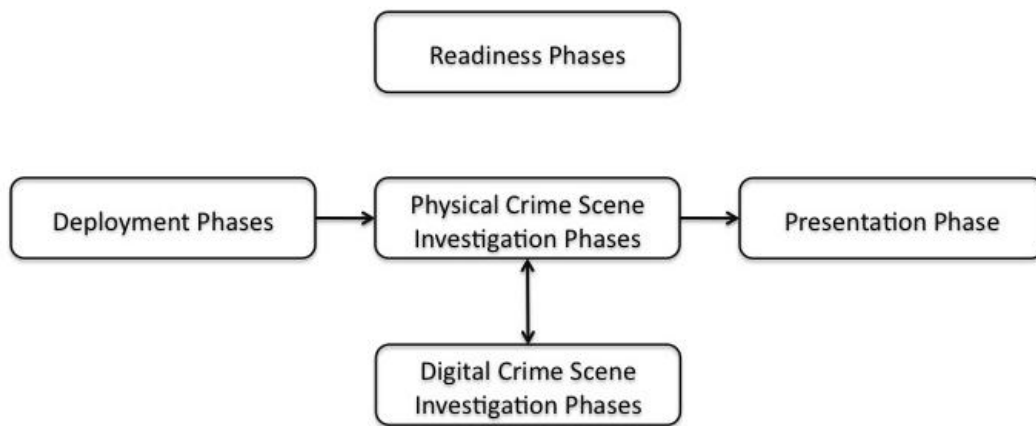 Readiness Phases
Deployment Phases
Physical Crime Scene
Investigation Phases
Presentation Phase
Digital Crime Scene
Investigation Phases